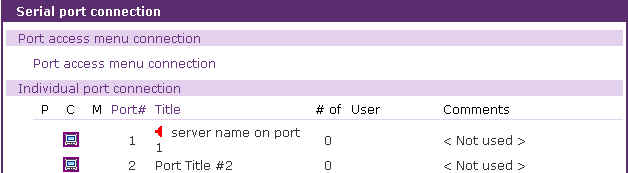 Serial port connection
Port access menu connection
Port access menu connection
Individual port connection
P C M Port# Title # of User Comments
1 server name on port 1 0 < Not used >
2 Port Title #2 0 < Not used >